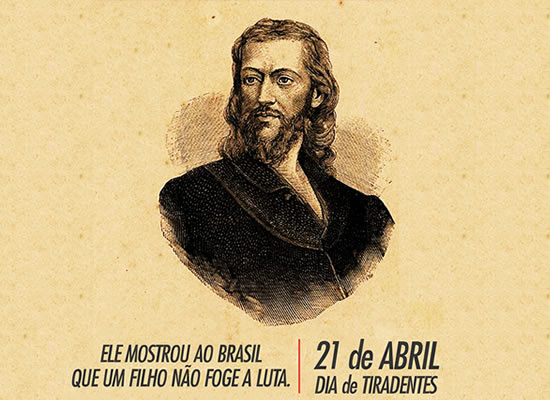 ELE MOSTROU AO BRASIL
QUE UM FILHO NÃO FOGE A LUTA.
21 de ABRIL
DIA de TIRADENTES